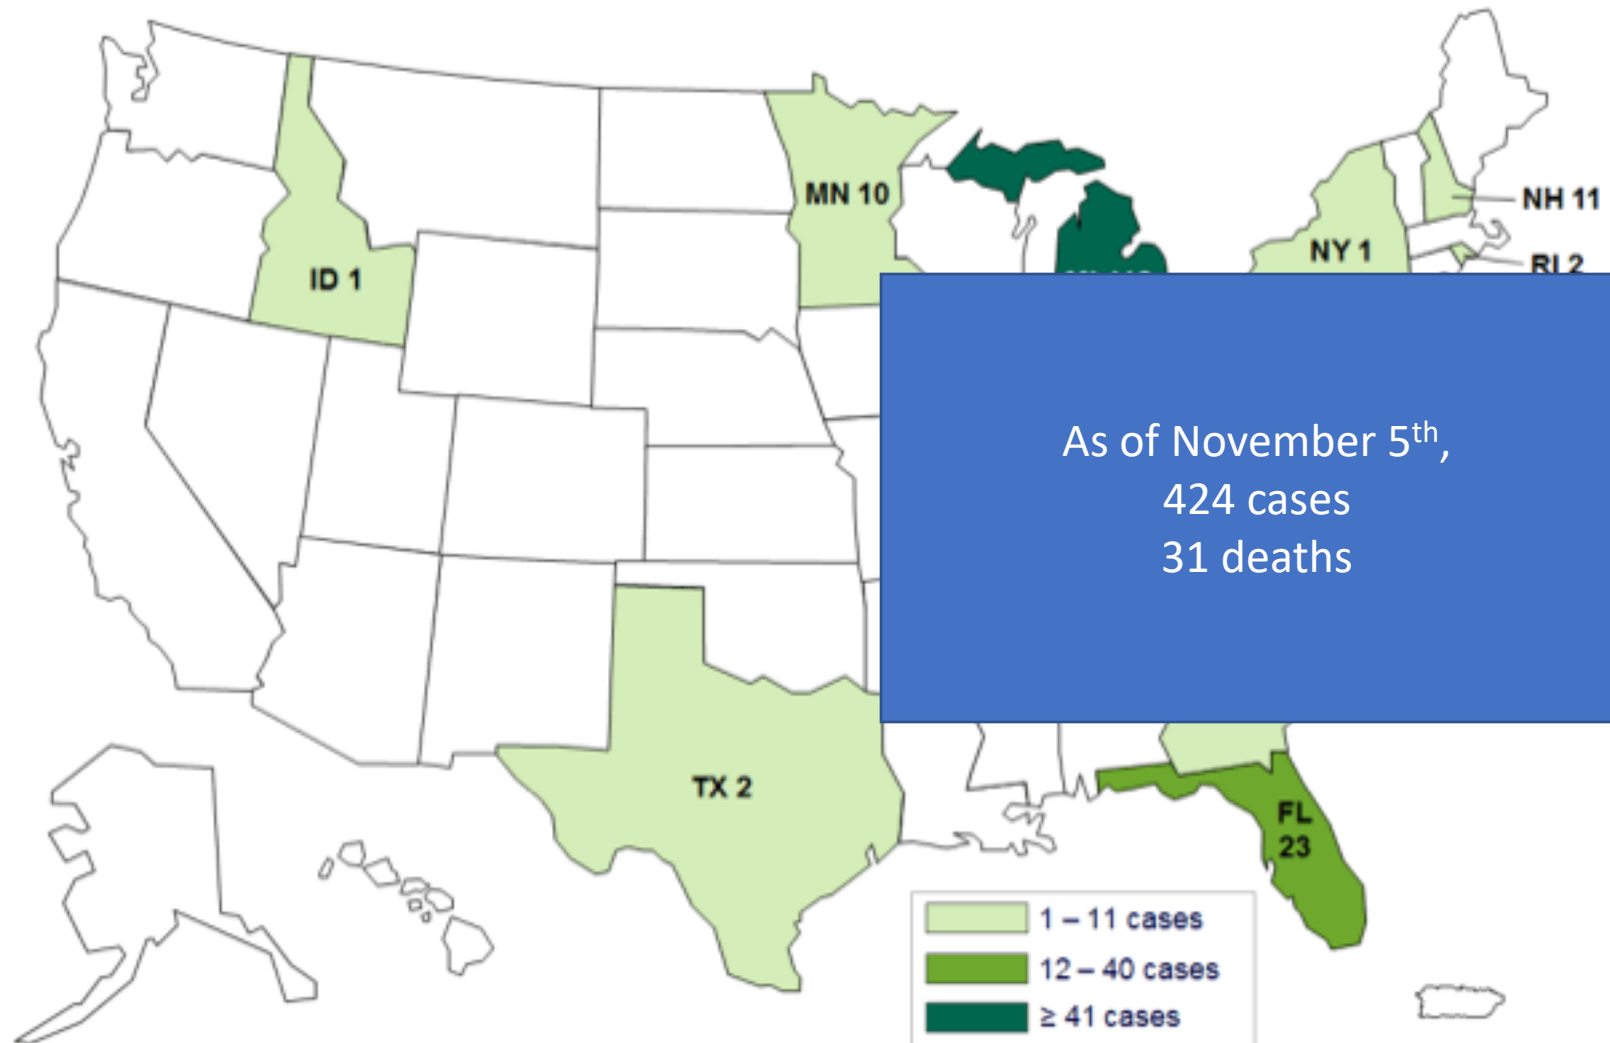 MN 10
NH 11
NY 1
RI 2
ID 1
As of November 5th,
424 cases
31 deaths
TX 2
FL
23
1 – 11 cases
12 – 40 cases
≥ 41 cases